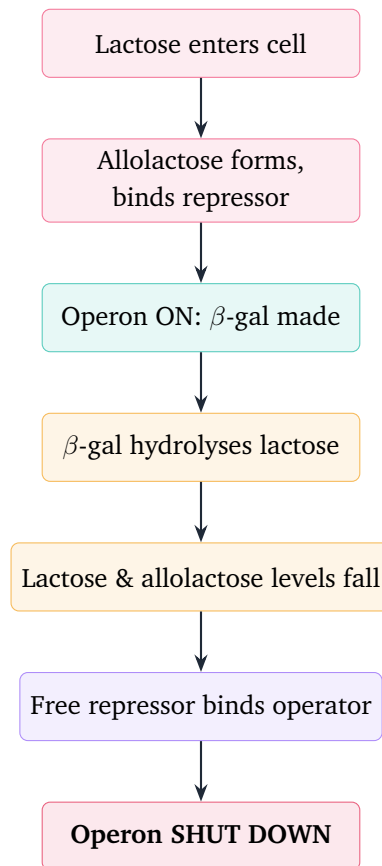 Lactose enters cell
Allolactose forms,
binds repressor
Operon ON: β-gal made
β-gal hydrolyses lactose
Lactose & allolactose levels fall
Free repressor binds operator
Operon SHUT DOWN